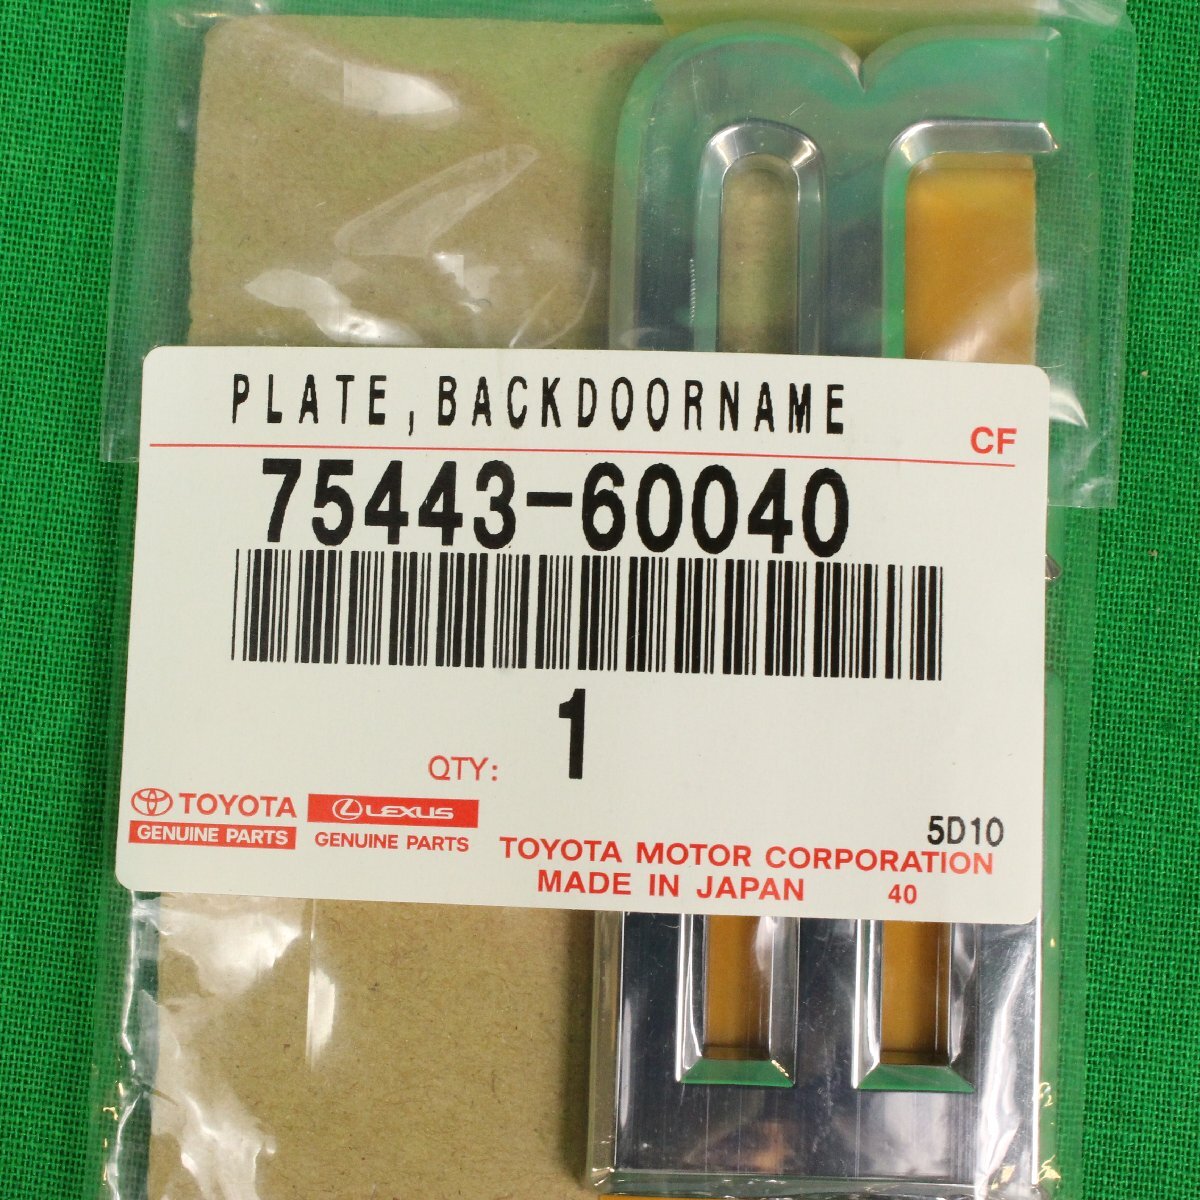 PLATE,BACKDOORNAME
CF
75443-60040
1
QTY:
TOYOTA
GENUINE PARTS
LEXUS
GENUINE PARTS
5D10
TOYOTA MOTOR CORPORATION
MADE IN JAPAN 40